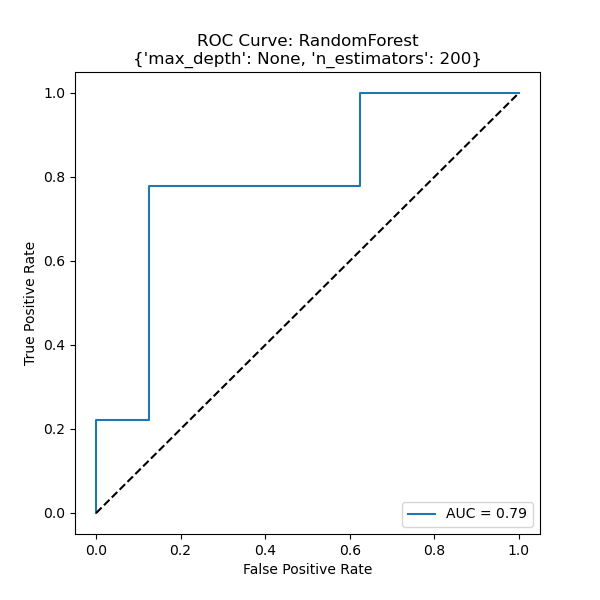 ROC Curve: RandomForest
{'max_depth': None, 'n_estimators': 200}
True Positive Rate
1.0
0.8
0.6
0.4
0.2
0.0
AUC = 0.79
0.0 0.2 0.4 0.6 0.8 1.0
False Positive Rate